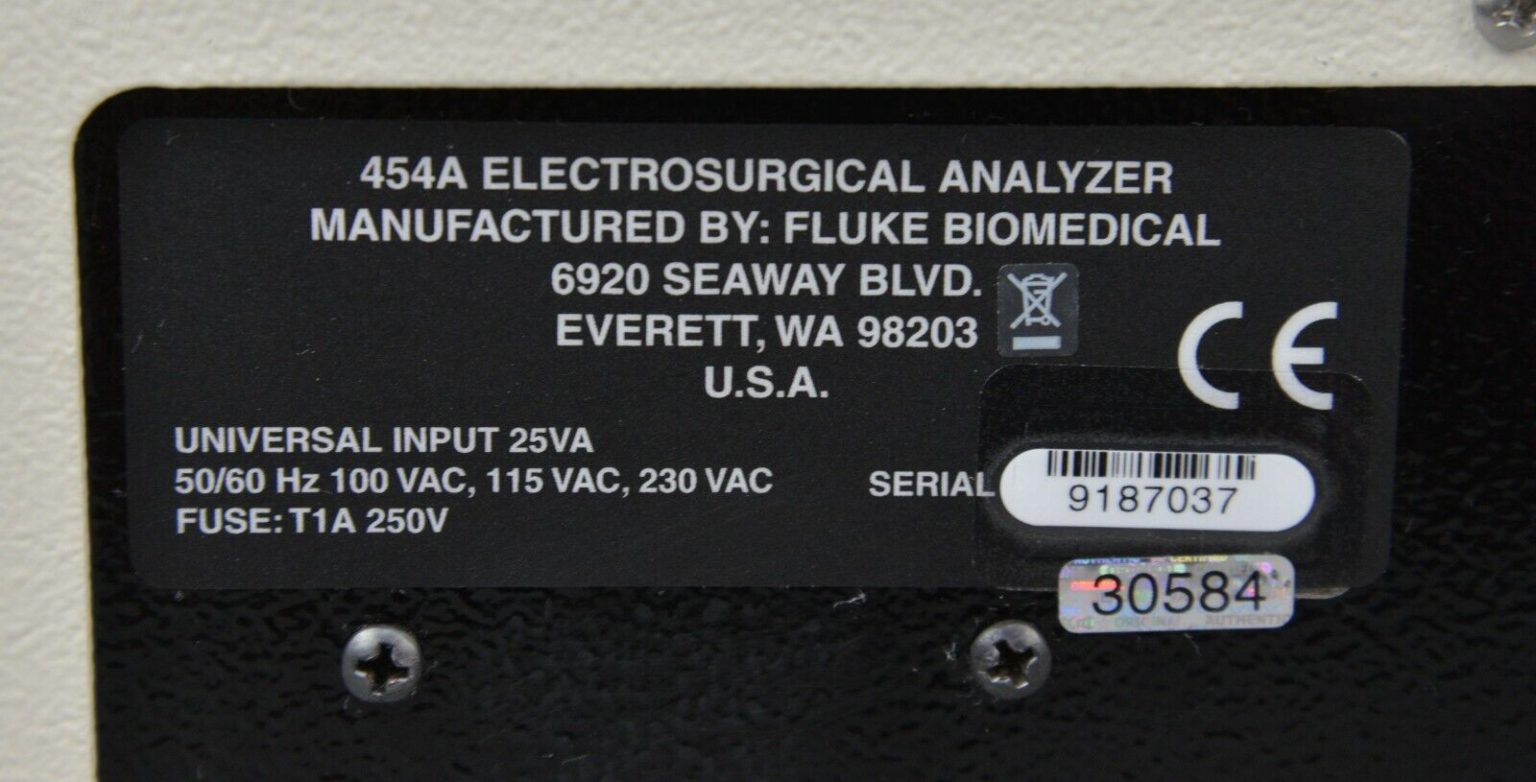 454A ELECTROSURGICAL ANALYZER
MANUFACTURED BY: FLUKE BIOMEDICAL
6920 SEAWAY BLVD.
EVERETT, WA 98203
U.S.A.
CE
UNIVERSAL INPUT 25VA
50/60 Hz 100 VAC, 115 VAC, 230 VAC
FUSE: T1A 250V
SERIAL
9187037
30584